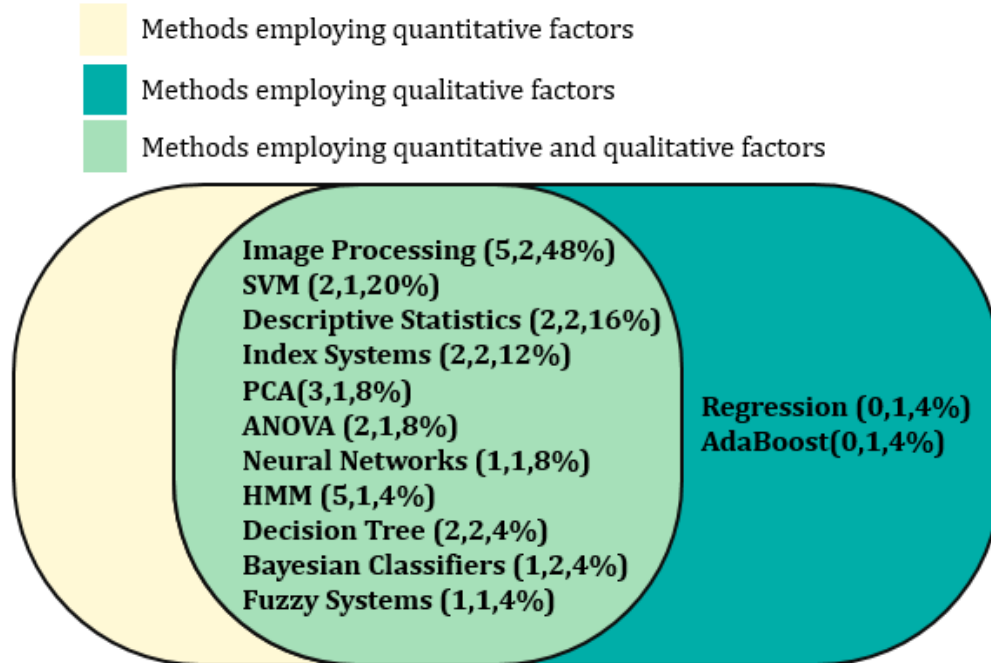 Methods employing quantitative factors
Methods employing qualitative factors
Methods employing quantitative and qualitative factors
Image Processing (5,2,48%)
SVM (2,1,20%)
Descriptive Statistics (2,2,16%)
Index Systems (2,2,12%)
PCA(3,1,8%)
ANOVA (2,1,8%)
Neural Networks (1,1,8%)
HMM (5,1,4%)
Decision Tree (2,2,4%)
Bayesian Classifiers (1,2,4%)
Fuzzy Systems (1,1,4%)
Regression (0,1,4%)
AdaBoost(0,1,4%)